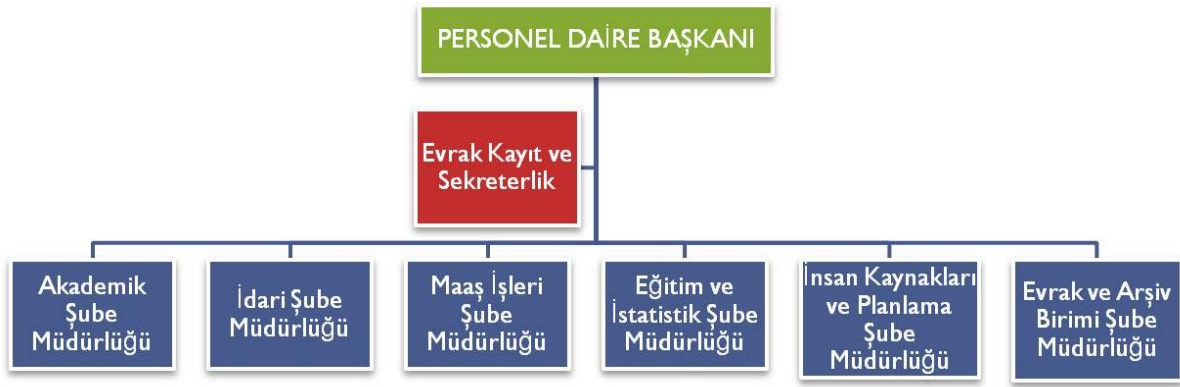 PERSONEL DAİRE BAŞKANI
Evrak Kayıt ve
Sekreterlik
Akademik
Şube
Müdürlüğü
İdari Şube
Müdürlüğü
Maaş İşleri
Şube
Müdürlüğü
Eğitim ve
İstatistik Şube
Müdürlüğü
İnsan Kaynakları
ve Planlama
Şube
Müdürlüğü
Evrak ve Arşiv
Birimi Şube
Müdürlüğü